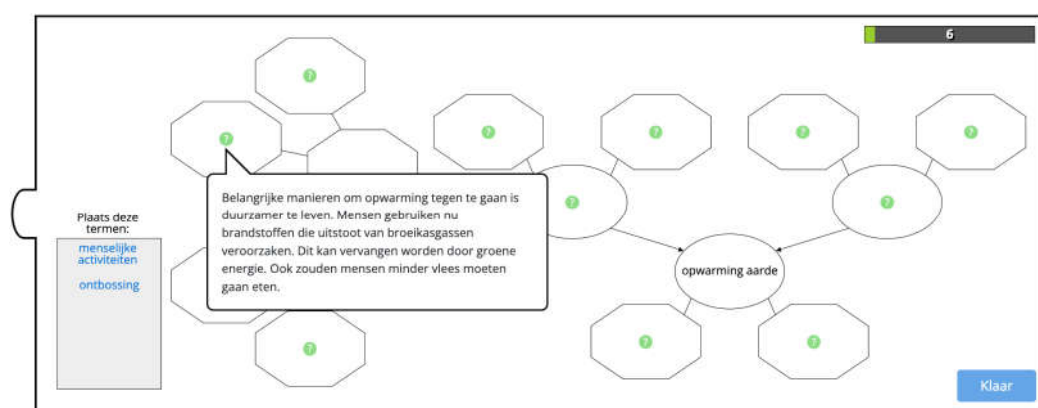 6
?
?
?
?
?
?
Belangrijke manieren om opwarming tegen te gaan is
duurzamer te leven. Mensen gebruiken nu
brandstoffen die uitstoot van broeikasgassen
veroorzaken. Dit kan vervangen worden door groene
energie. Ook zouden mensen minder vlees moeten
gaan eten.
?
?
Plaats deze
termen:
menselijke
activiteiten
ontbossing
opwarming aarde
?
?
?
Klaar